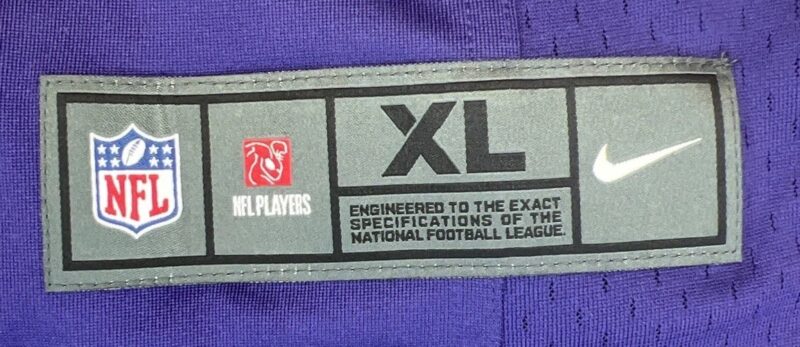 NFL
NFL PLAYERS
XL
ENGINEERED TO THE EXACT
SPECIFICATIONS OF THE
NATIONAL FOOTBALL LEAGUE.